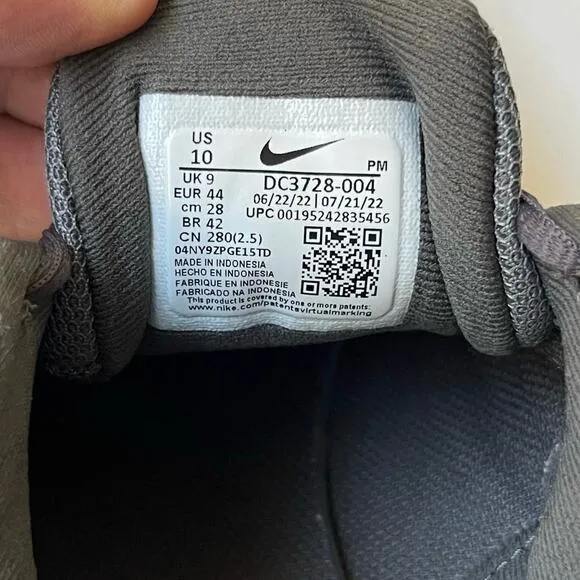 US
10
PM
UK 9
EUR 44
cm 28
BR 42
CN 280(2.5)
DC3728-004
06/22/22 | 07/21/22
UPC 00195242835456
04NY9ZPGE15TD
MADE IN INDONESIA
HECHO EN INDONESIA
FABRIQUE EN INDONESIE
FABRICADO NA INDONÉSIA
This product is covered by one or more patents:
www.nike.com/patentsvirtualmarking